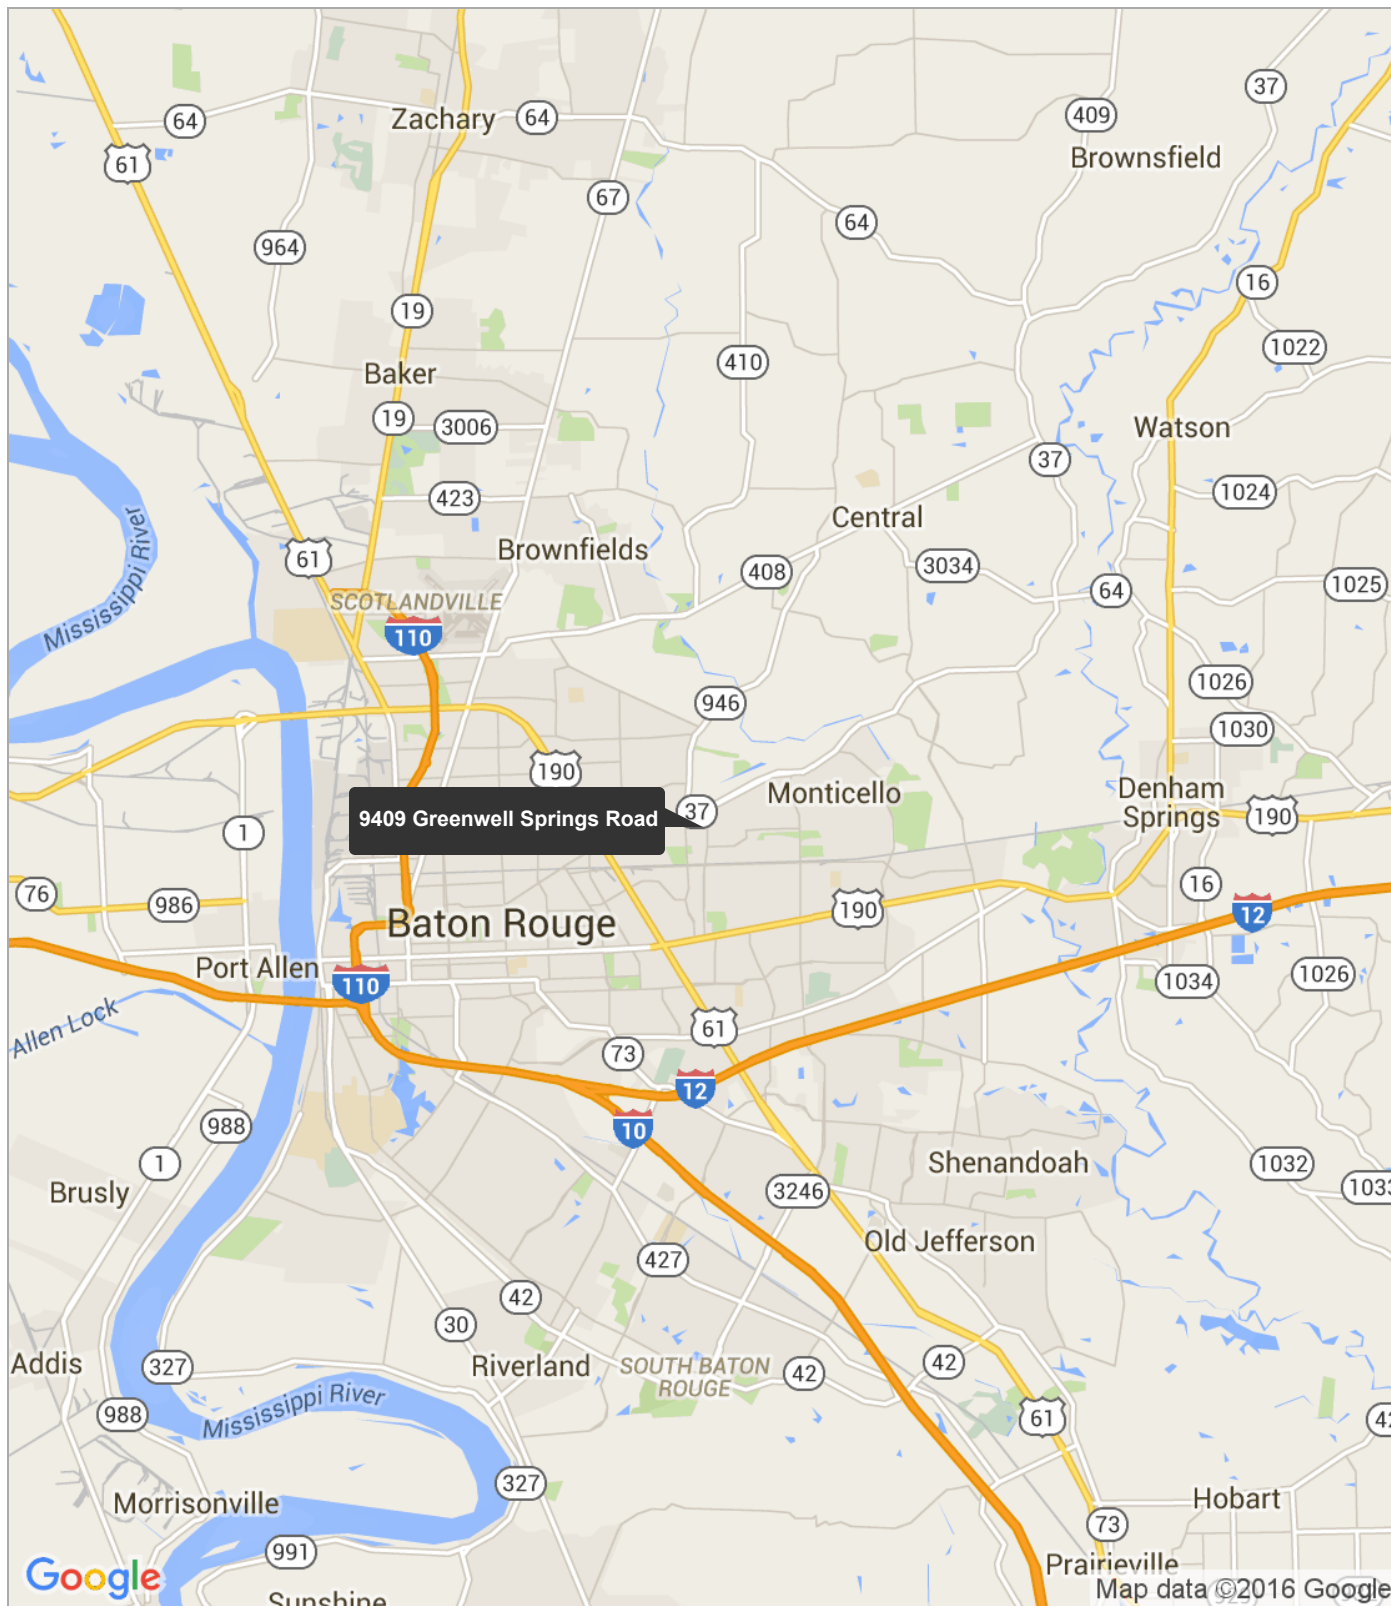 37
64
Zachary
64
409
61
Brownsfield
67
964
64
16
19
1022
410
Baker
19
3006
Watson
37
1024
423
Central
Mississippi River
61
Brownfields
408
3034
1025
64
SCOTLANDVILLE
110
1026
946
1030
190
Monticello
Denham
Springs
9409 Greenwell Springs Road
37
190
1
76
986
16
190
12
Baton Rouge
Port Allen
110
1034
1026
Allen Lock
61
73
12
10
988
1
Brusly
Shenandoah
1032
1033
3246
Old Jefferson
427
42
30
Addis
327
Riverland
SOUTH BATON
ROUGE
42
42
Mississippi River
988
61
42
327
Morrisonville
Hobart
73
991
Prairieville
Google
Sunshine
Map data ©2016 Google